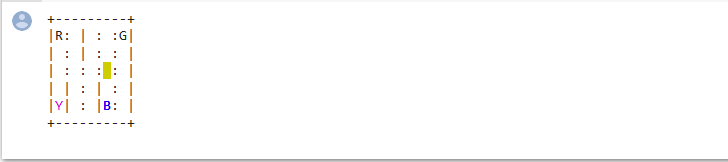 +---------+
|R: | : :G|
| : | : : |
| : : : : |
| | : | : |
|Y| : |B: |
+---------+